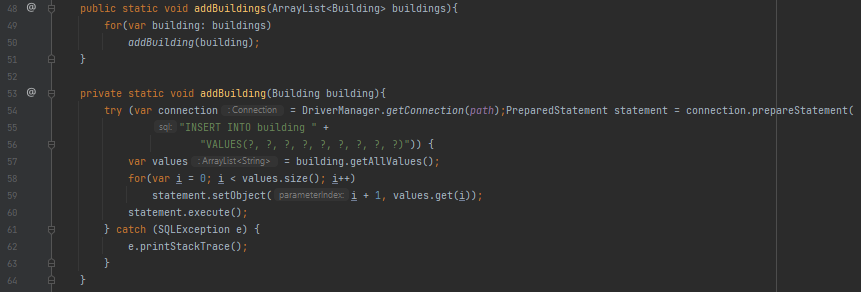 48 @ public static void addBuildings(ArrayList<Building> buildings){
49 for(var building: buildings)
50 addBuilding(building);
51 }
52
53 @ private static void addBuilding(Building building){
54 try (var connection : Connection = DriverManager.getConnection(path);PreparedStatement statement = connection.prepareStatement(
55 sql: "INSERT INTO building " +
56 "VALUES(?, ?, ?, ?, ?, ?, ?, ?, ?)")) {
57 var values : ArrayList<String> = building.getAllValues();
58 for(var i = 0; i < values.size(); i++)
59 statement.setObject( parameterIndex: i + 1, values.get(i));
60 statement.execute();
61 } catch (SQLException e) {
62 e.printStackTrace();
63 }
64 }